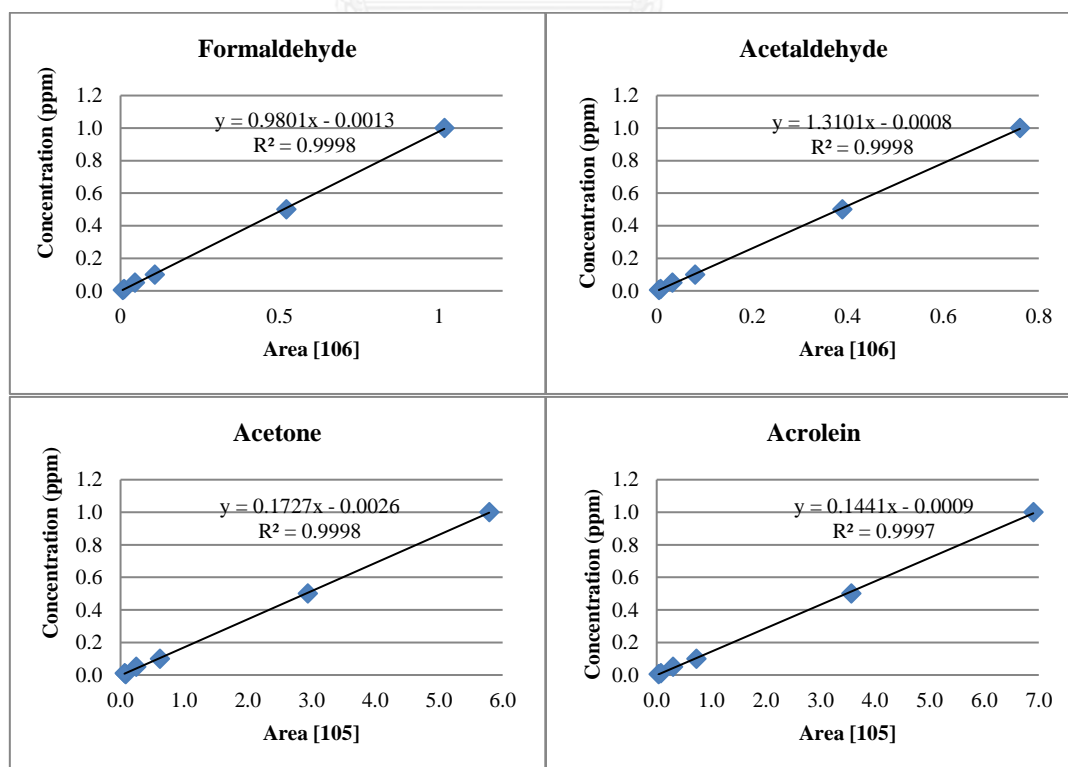 Formaldehyde
Concentration (ppm)
1.2
1.0
0.8
0.6
0.4
0.2
0.0
y = 0.9801x - 0.0013
R² = 0.9998
0 0.5 1
Area [106]
Acetaldehyde
Concentration (ppm)
1.2
1.0
0.8
0.6
0.4
0.2
0.0
y = 1.3101x - 0.0008
R² = 0.9998
0 0.2 0.4 0.6 0.8
Area [106]
Acetone
Concentration (ppm)
1.2
1.0
0.8
0.6
0.4
0.2
0.0
y = 0.1727x - 0.0026
R² = 0.9998
0.0 1.0 2.0 3.0 4.0 5.0 6.0
Area [105]
Acrolein
Concentration (ppm)
1.2
1.0
0.8
0.6
0.4
0.2
0.0
y = 0.1441x - 0.0009
R² = 0.9997
0.0 1.0 2.0 3.0 4.0 5.0 6.0 7.0
Area [105]